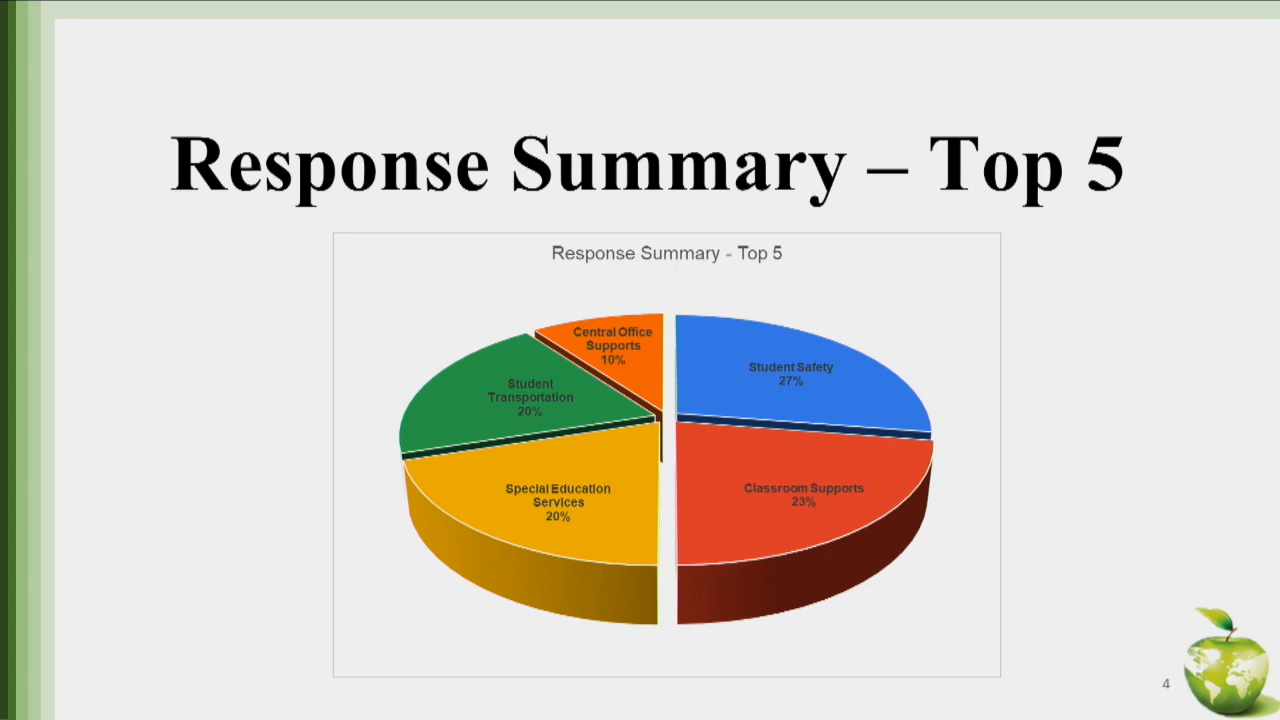 Response Summary – Top 5
Response Summary - Top 5
Central Office
Supports
10%
Student Safety
27%
Student
Transportation
20%
Special Education
Services
20%
Classroom Supports
23%
4